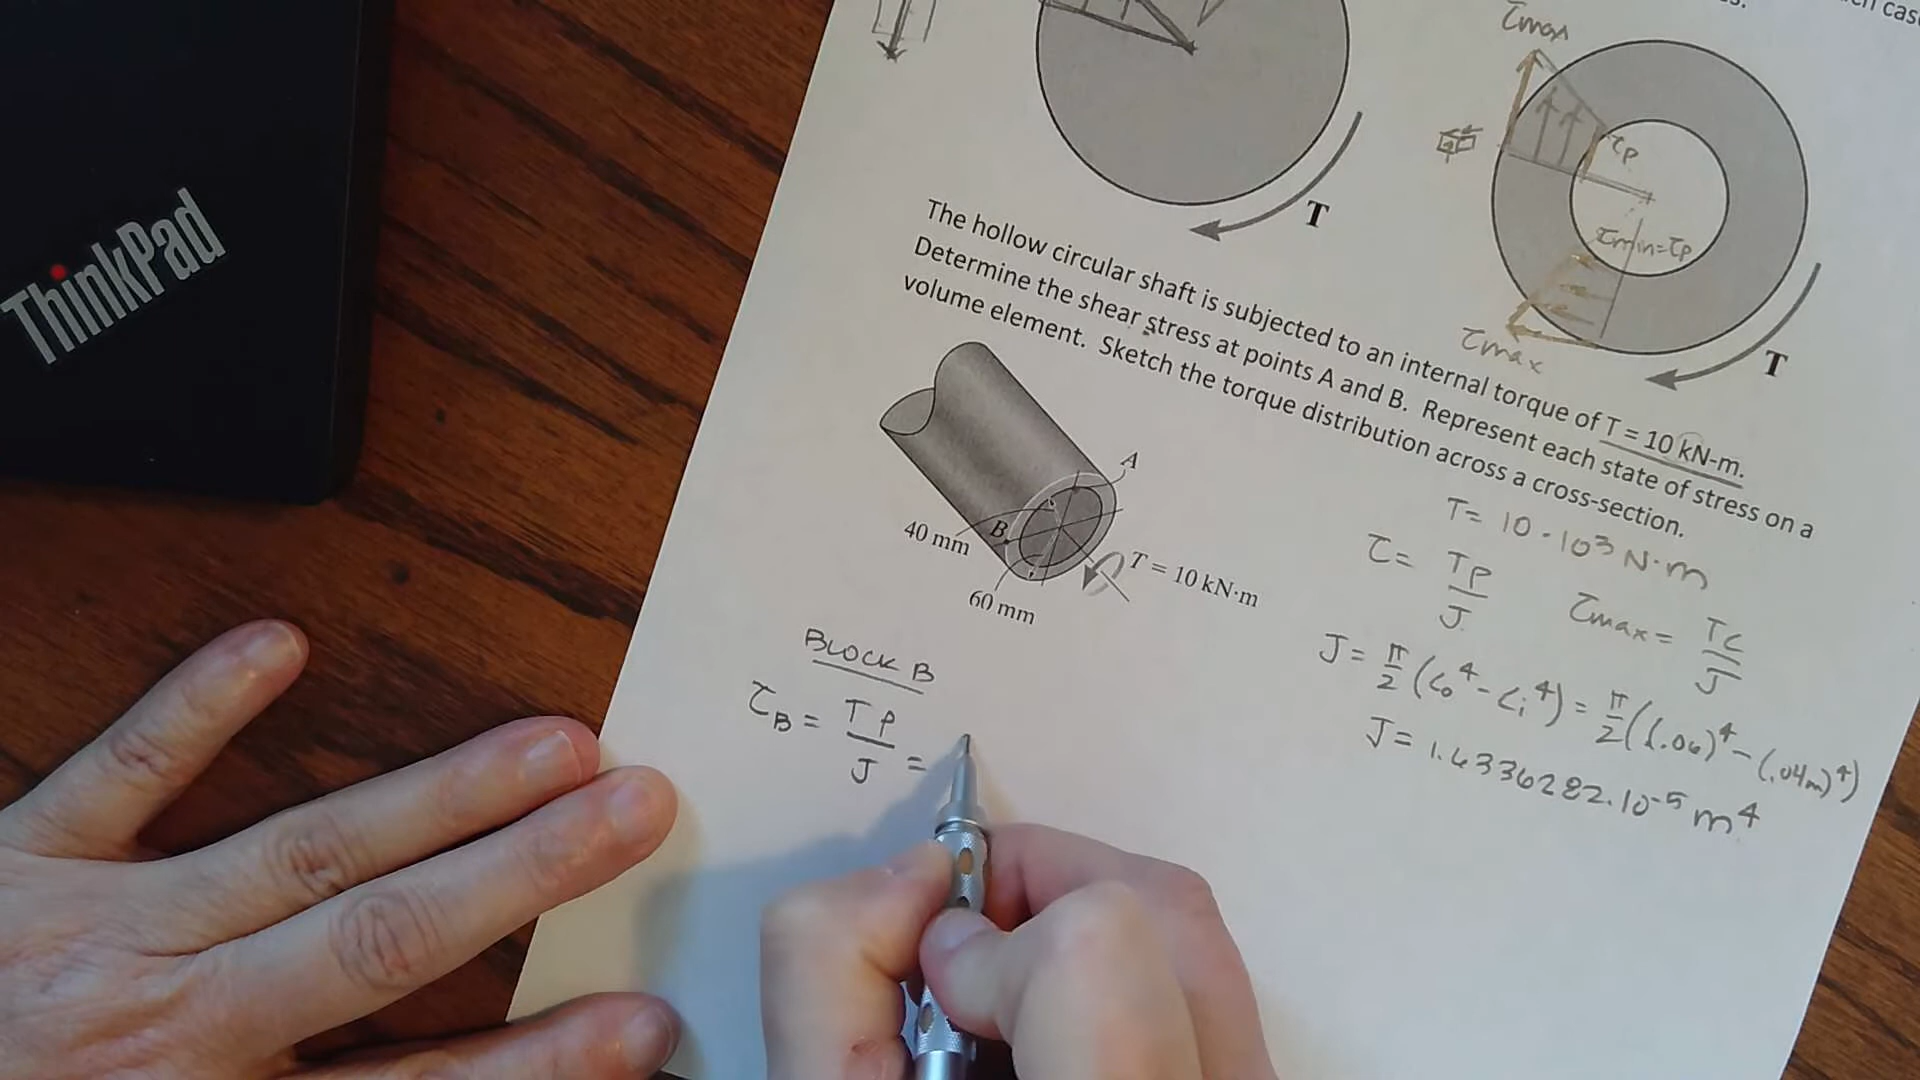 ThinkPad
τmax
τρ
τmin=τρ
τmax
T
T
The hollow circular shaft is subjected to an internal torque of T = 10 kN-m.
Determine the shear stress at points A and B. Represent each state of stress on a
volume element. Sketch the torque distribution across a cross-section.
A
B
40 mm
60 mm
T = 10 kN·m
T = 10 · 10³ N·m
τ = Tρ/J
τmax = Tc/J
J = π/2 (c₀⁴ - cᵢ⁴) = π/2 ((.06)⁴ - (.04m)⁴)
J = 1.6336282·10⁻⁵ m⁴
BLOCK B
τB = Tρ/J =